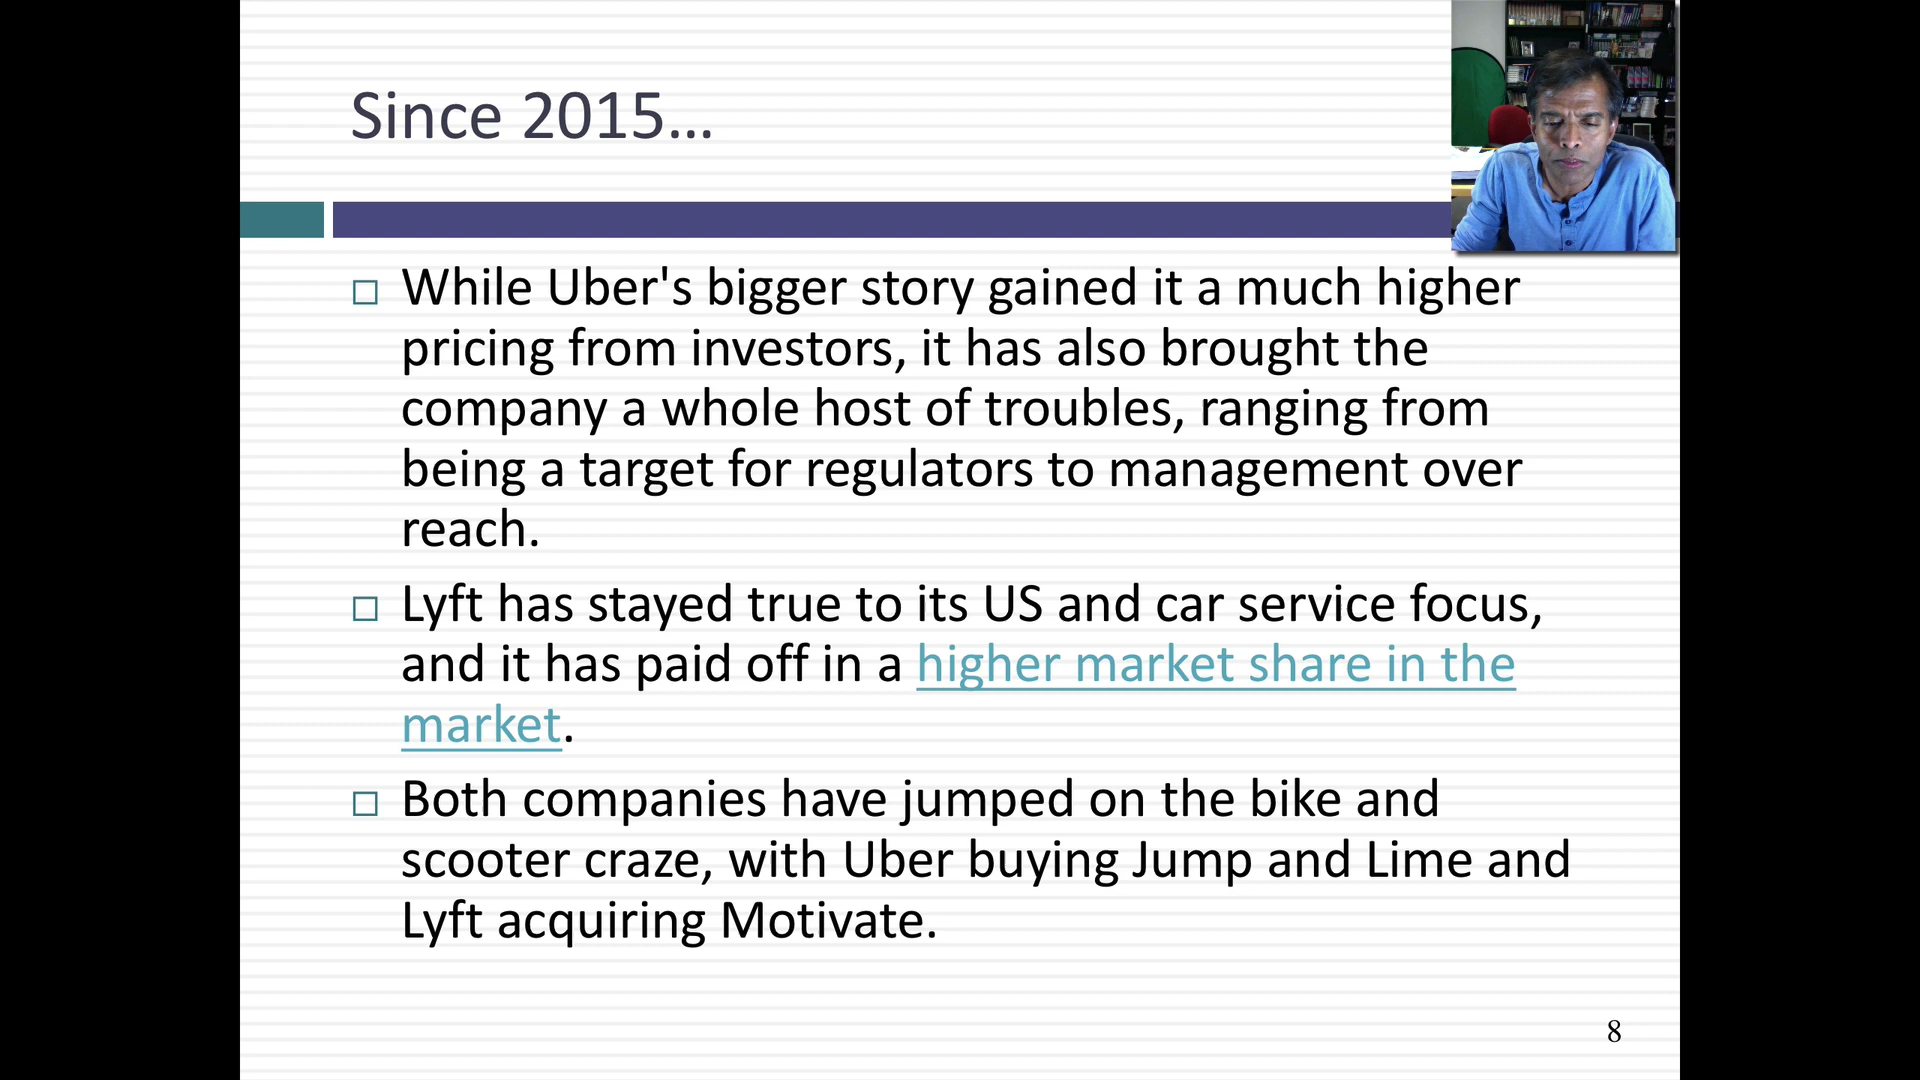 Since 2015…
While Uber's bigger story gained it a much higher
pricing from investors, it has also brought the
company a whole host of troubles, ranging from
being a target for regulators to management over
reach.
Lyft has stayed true to its US and car service focus,
and it has paid off in a higher market share in the
market.
Both companies have jumped on the bike and
scooter craze, with Uber buying Jump and Lime and
Lyft acquiring Motivate.
8